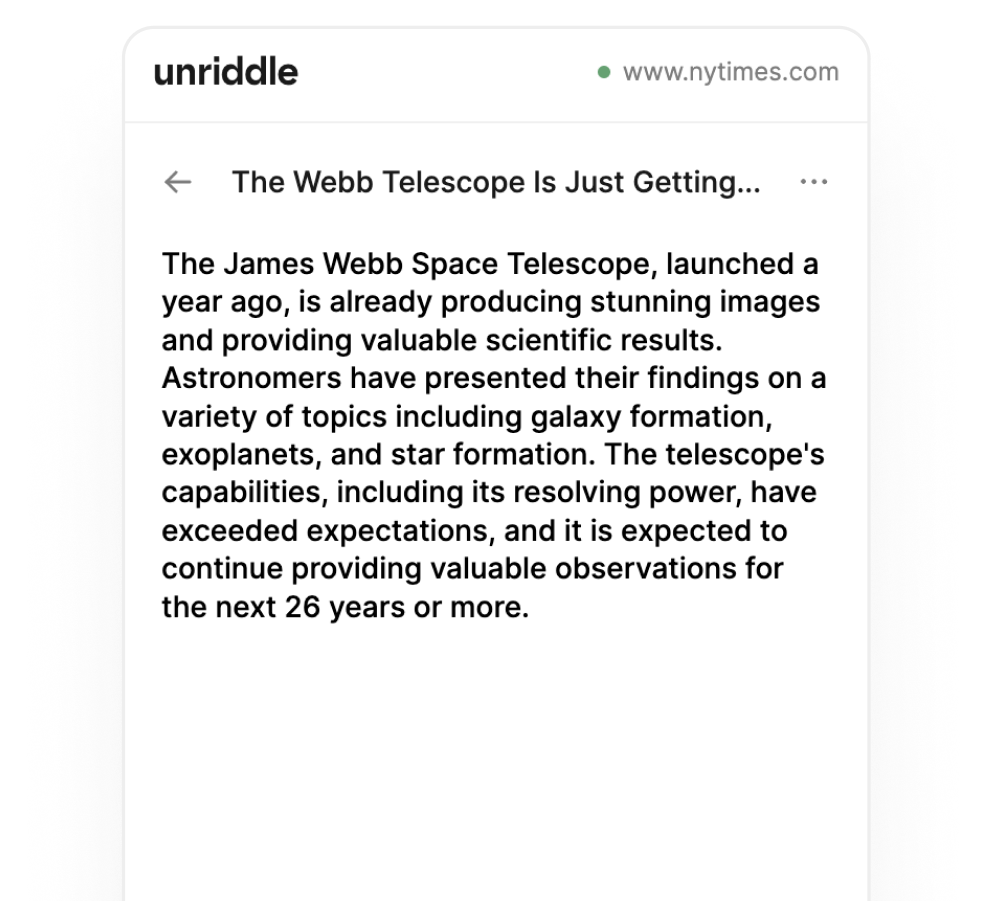 unriddle
www.nytimes.com
The Webb Telescope Is Just Getting...
The James Webb Space Telescope, launched a
year ago, is already producing stunning images
and providing valuable scientific results.
Astronomers have presented their findings on a
variety of topics including galaxy formation,
exoplanets, and star formation. The telescope's
capabilities, including its resolving power, have
exceeded expectations, and it is expected to
continue providing valuable observations for
the next 26 years or more.